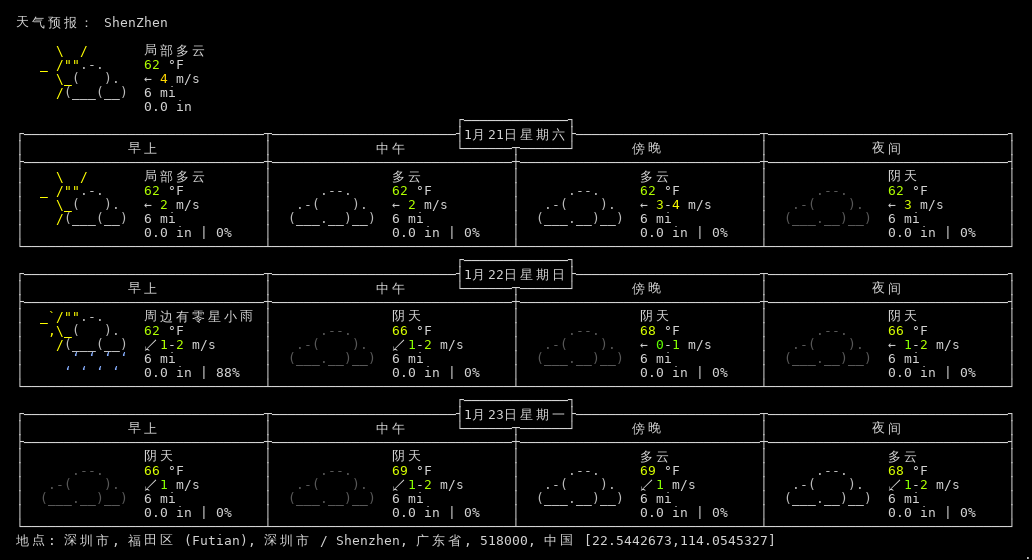 天气预报： ShenZhen
局部多云
62 °F
← 4 m/s
6 mi
0.0 in
1月21日星期六
早上 中午 傍晚 夜间
局部多云 多云 多云 阴天
62 °F 62 °F 62 °F 62 °F
← 2 m/s ← 2 m/s ← 3-4 m/s ← 3 m/s
6 mi 6 mi 6 mi 6 mi
0.0 in | 0% 0.0 in | 0% 0.0 in | 0% 0.0 in | 0%
1月22日星期日
早上 中午 傍晚 夜间
周边有零星小雨 阴天 阴天 阴天
62 °F 66 °F 68 °F 66 °F
↙ 1-2 m/s ↙ 1-2 m/s ← 0-1 m/s ← 1-2 m/s
6 mi 6 mi 6 mi 6 mi
0.0 in | 88% 0.0 in | 0% 0.0 in | 0% 0.0 in | 0%
1月23日星期一
早上 中午 傍晚 夜间
阴天 阴天 多云 多云
66 °F 69 °F 69 °F 68 °F
↙ 1 m/s ↙ 1-2 m/s ↙ 1 m/s ↙ 1-2 m/s
6 mi 6 mi 6 mi 6 mi
0.0 in | 0% 0.0 in | 0% 0.0 in | 0% 0.0 in | 0%
地点: 深圳市, 福田区 (Futian), 深圳市 / Shenzhen, 广东省, 518000, 中国 [22.5442673,114.0545327]